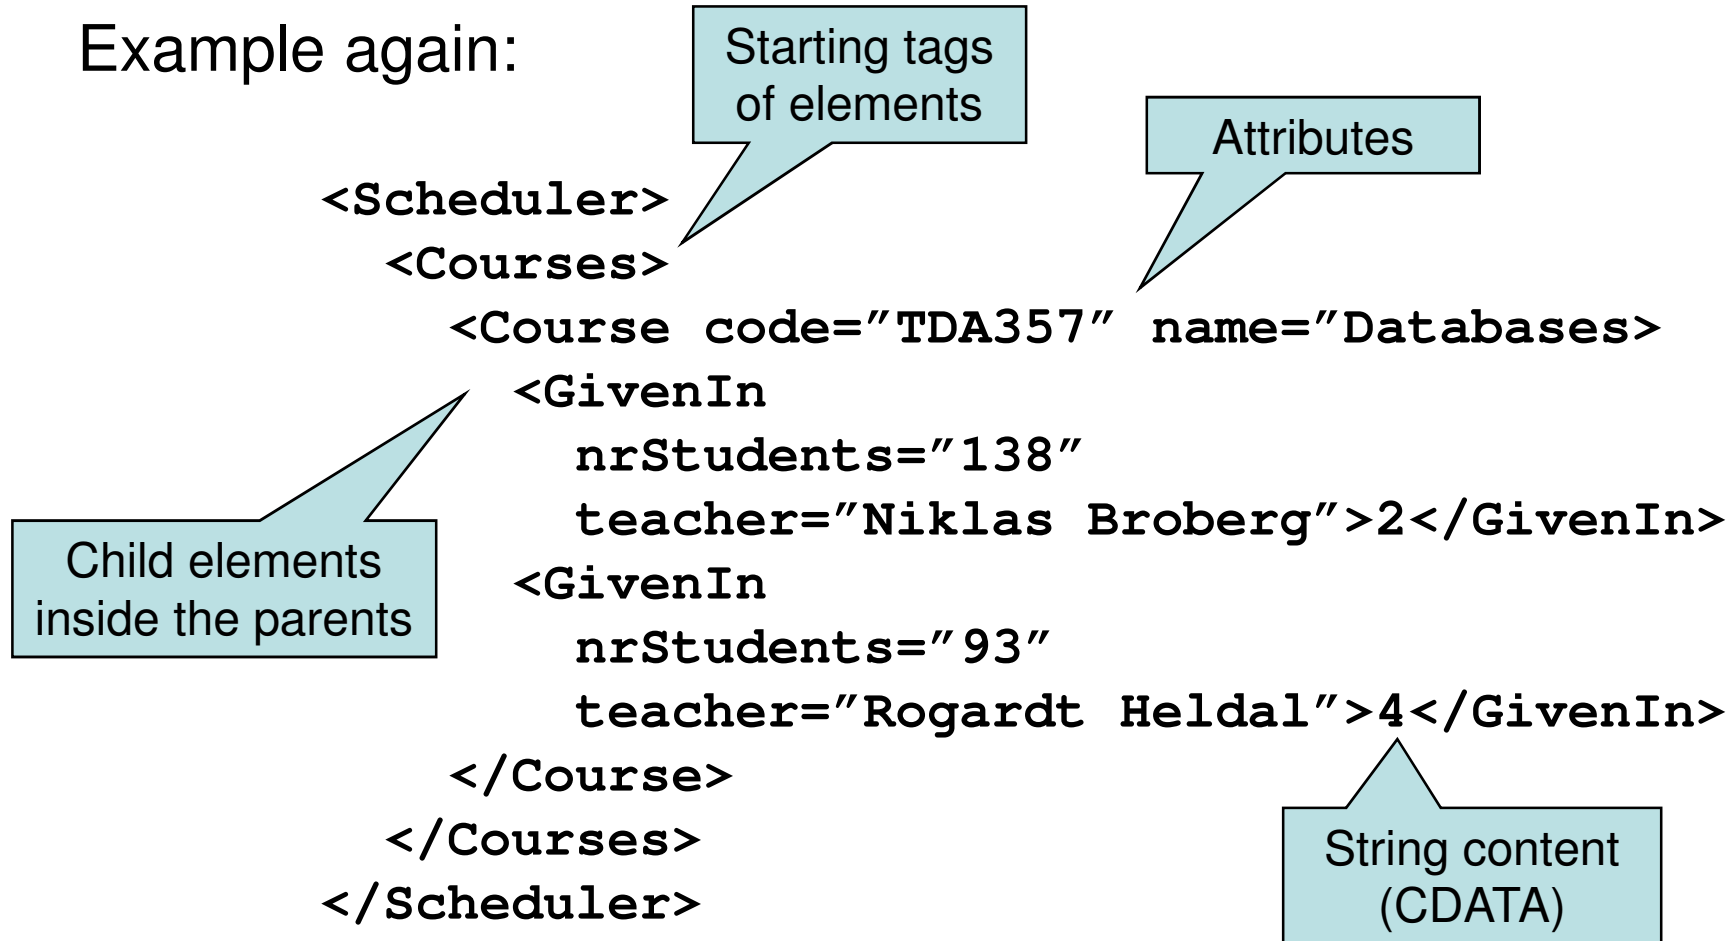 Example again:
Starting tags
of elements
Attributes
<Scheduler>
<Courses>
<Course code=”TDA357” name=”Databases>
<GivenIn
nrStudents=”138”
teacher=”Niklas Broberg”>2</GivenIn>
Child elements
inside the parents
<GivenIn
nrStudents=”93”
teacher=”Rogardt Heldal”>4</GivenIn>
</Course>
</Courses>
</Scheduler>
String content
(CDATA)